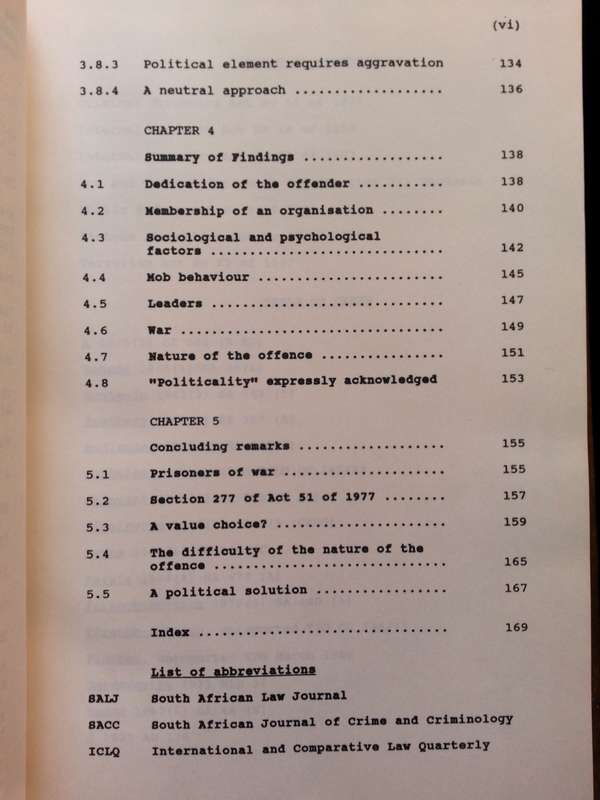 (vi)
3.8.3 Political element requires aggravation 134
3.8.4 A neutral approach ................... 136
CHAPTER 4
Summary of Findings .................. 138
4.1 Dedication of the offender ........... 138
4.2 Membership of an organisation ........ 140
4.3 Sociological and psychological
factors .............................. 142
4.4 Mob behaviour ........................ 145
4.5 Leaders .............................. 147
4.6 War .................................. 149
4.7 Nature of the offence ................ 151
4.8 "Politicality" expressly acknowledged 153
CHAPTER 5
Concluding remarks ................... 155
5.1 Prisoners of war ..................... 155
5.2 Section 277 of Act 51 of 1977 ........ 157
5.3 A value choice? ...................... 159
5.4 The difficulty of the nature of the
offence .............................. 165
5.5 A political solution ................. 167
Index ................................ 169
List of abbreviations
SALJ South African Law Journal
SACC South African Journal of Crime and Criminology
ICLQ International and Comparative Law Quarterly